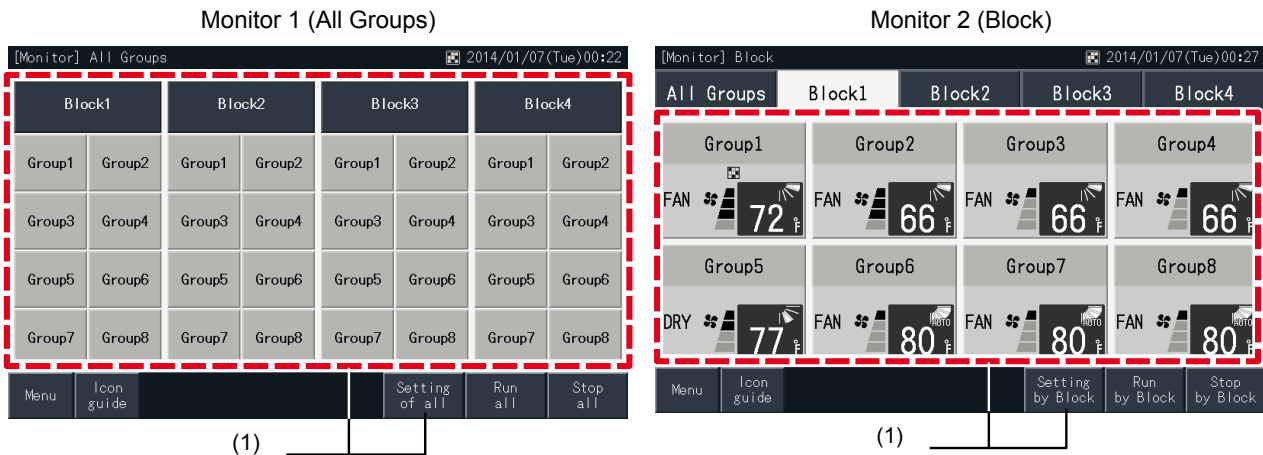 Monitor 1 (All Groups)
[Monitor] All Groups 2014/01/07(Tue)00:22
Block1 Block2 Block3 Block4
Group1 Group2 Group1 Group2 Group1 Group2 Group1 Group2
Group3 Group4 Group3 Group4 Group3 Group4 Group3 Group4
Group5 Group6 Group5 Group6 Group5 Group6 Group5 Group6
Group7 Group8 Group7 Group8 Group7 Group8 Group7 Group8
Menu Icon guide Setting of all Run all Stop all
(1)
Monitor 2 (Block)
[Monitor] Block 2014/01/07(Tue)00:27
All Groups Block1 Block2 Block3 Block4
Group1 Group2 Group3 Group4
FAN 72 °F FAN 66 °F FAN 66 °F FAN 66 °F
Group5 Group6 Group7 Group8
DRY 77 °F FAN AUTO 80 °F FAN AUTO 80 °F FAN AUTO 80 °F
Menu Icon guide Setting by Block Run by Block Stop by Block
(1)